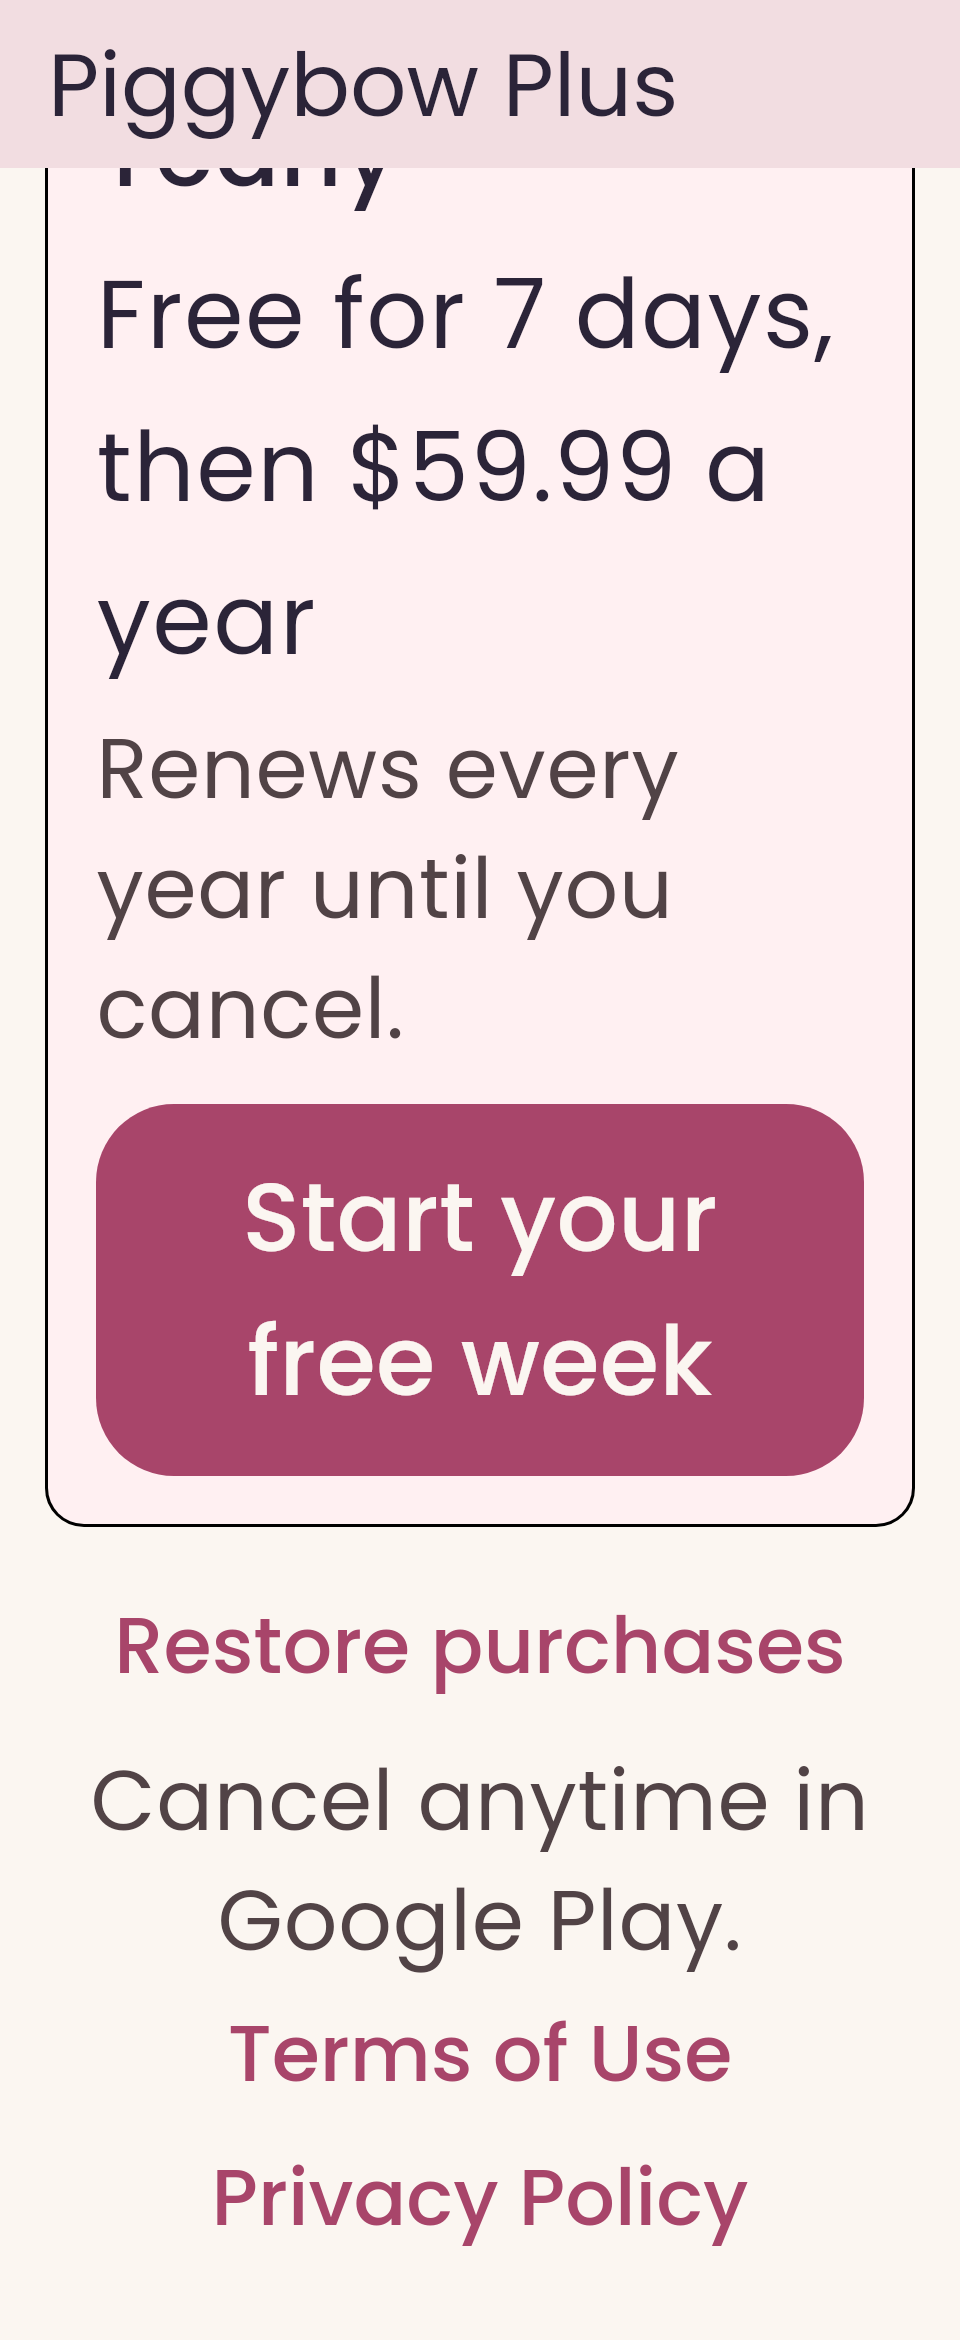 Piggybow Plus
Yearly
Free for 7 days,
then $59.99 a
year
Renews every
year until you
cancel.
Start your
free week
Restore purchases
Cancel anytime in
Google Play.
Terms of Use
Privacy Policy